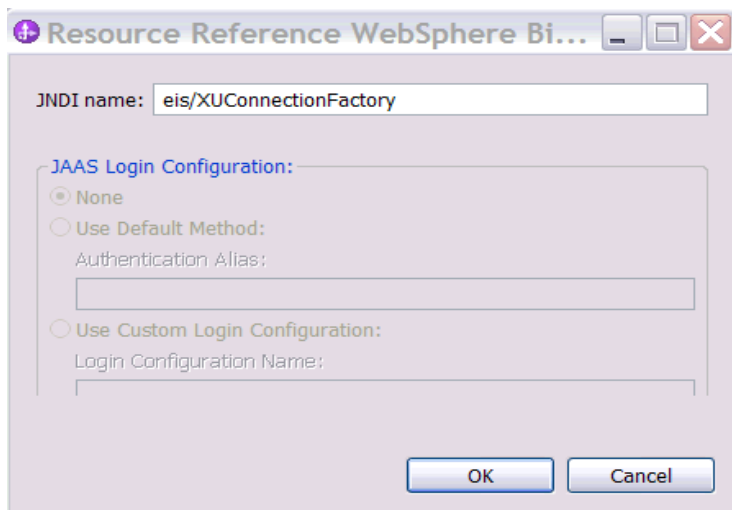 Resource Reference WebSphere Bi...
JNDI name: eis/XUConnectionFactory
JAAS Login Configuration:
None
Use Default Method:
Authentication Alias:
Use Custom Login Configuration:
Login Configuration Name:
OK Cancel